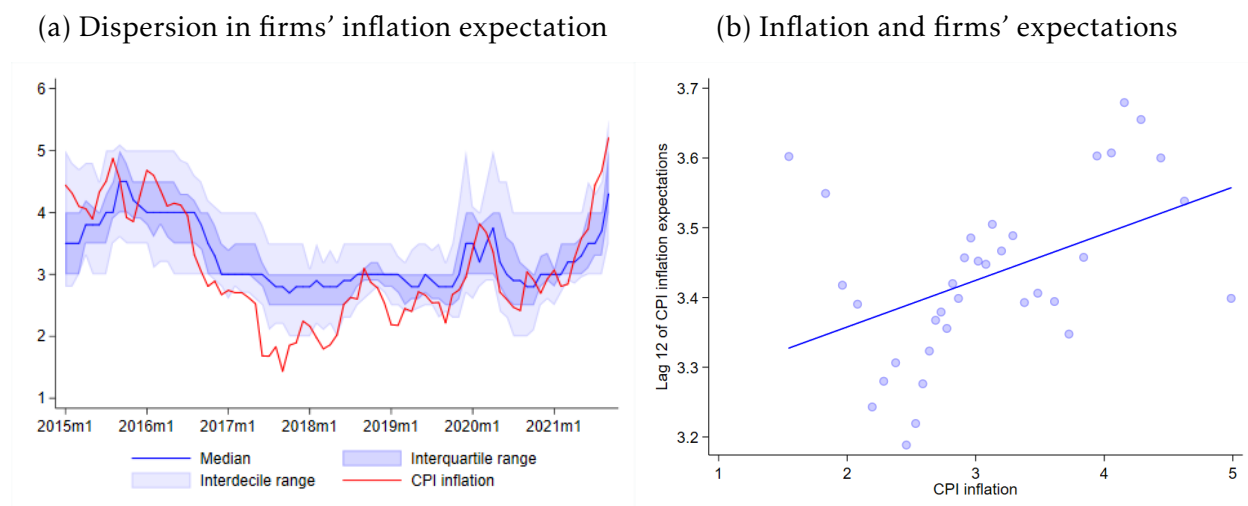 (a) Dispersion in firms’ inflation expectation
6
5
4
3
2
1
2015m1 2016m1 2017m1 2018m1 2019m1 2020m1 2021m1
Median
Interquartile range
Interdecile range
CPI inflation
(b) Inflation and firms’ expectations
Lag 12 of CPI inflation expectations
3.7
3.6
3.5
3.4
3.3
3.2
1 2 3 4 5
CPI inflation